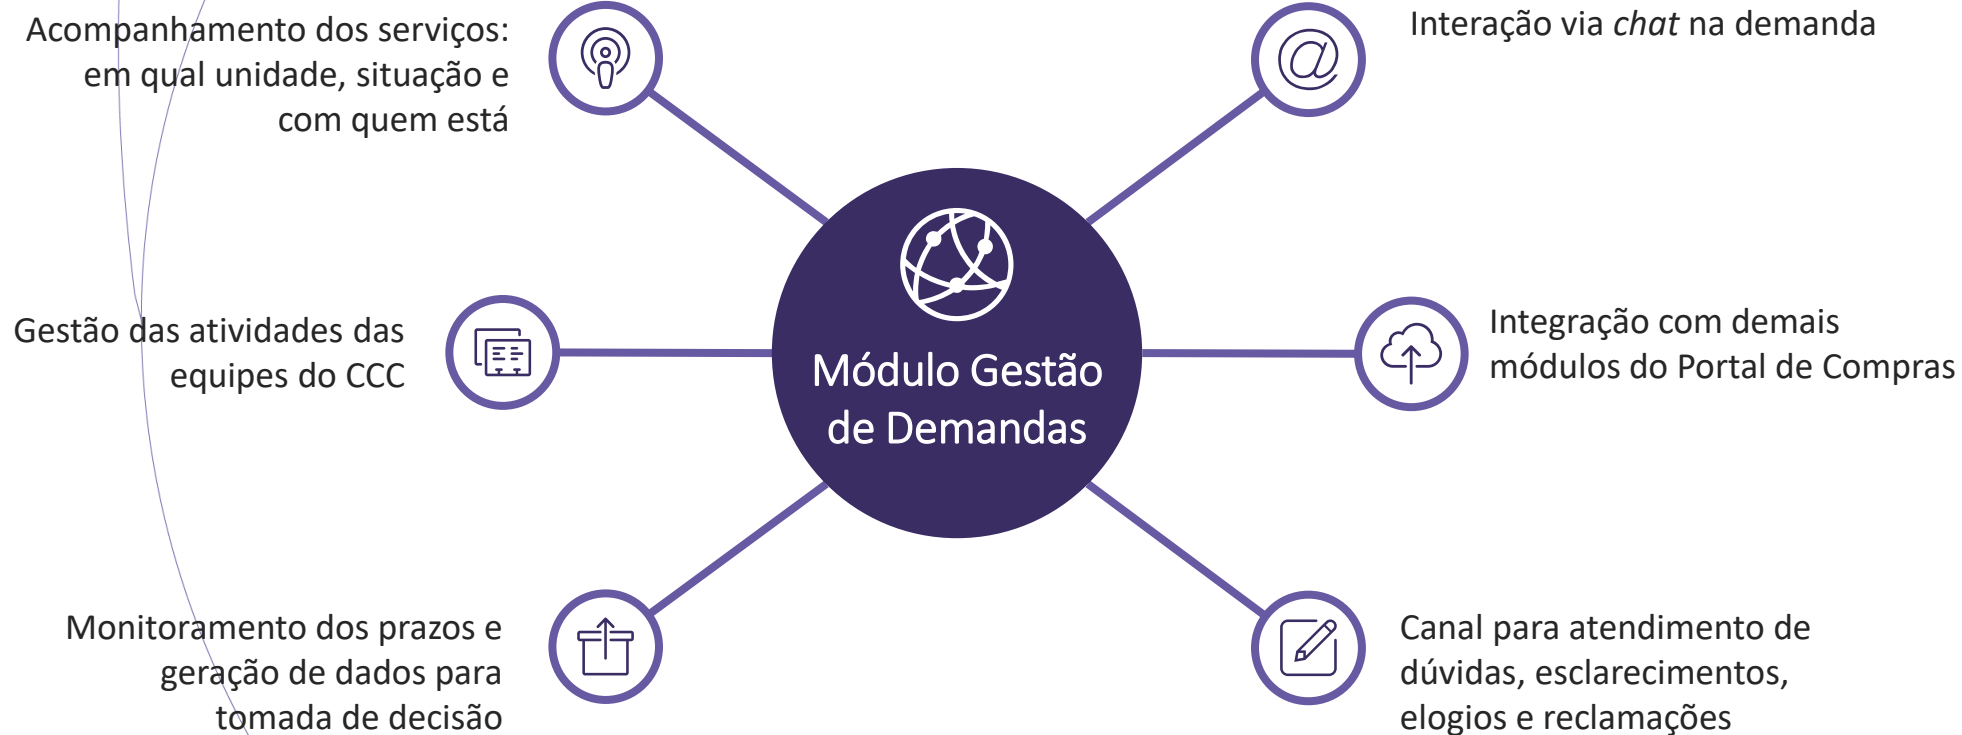 Acompanhamento dos serviços:
em qual unidade, situação e
com quem está
Interação via chat na demanda
Gestão das atividades das
equipes do CCC
Módulo Gestão
de Demandas
Integração com demais
módulos do Portal de Compras
Monitoramento dos prazos e
geração de dados para
tomada de decisão
Canal para atendimento de
dúvidas, esclarecimentos,
elogios e reclamações